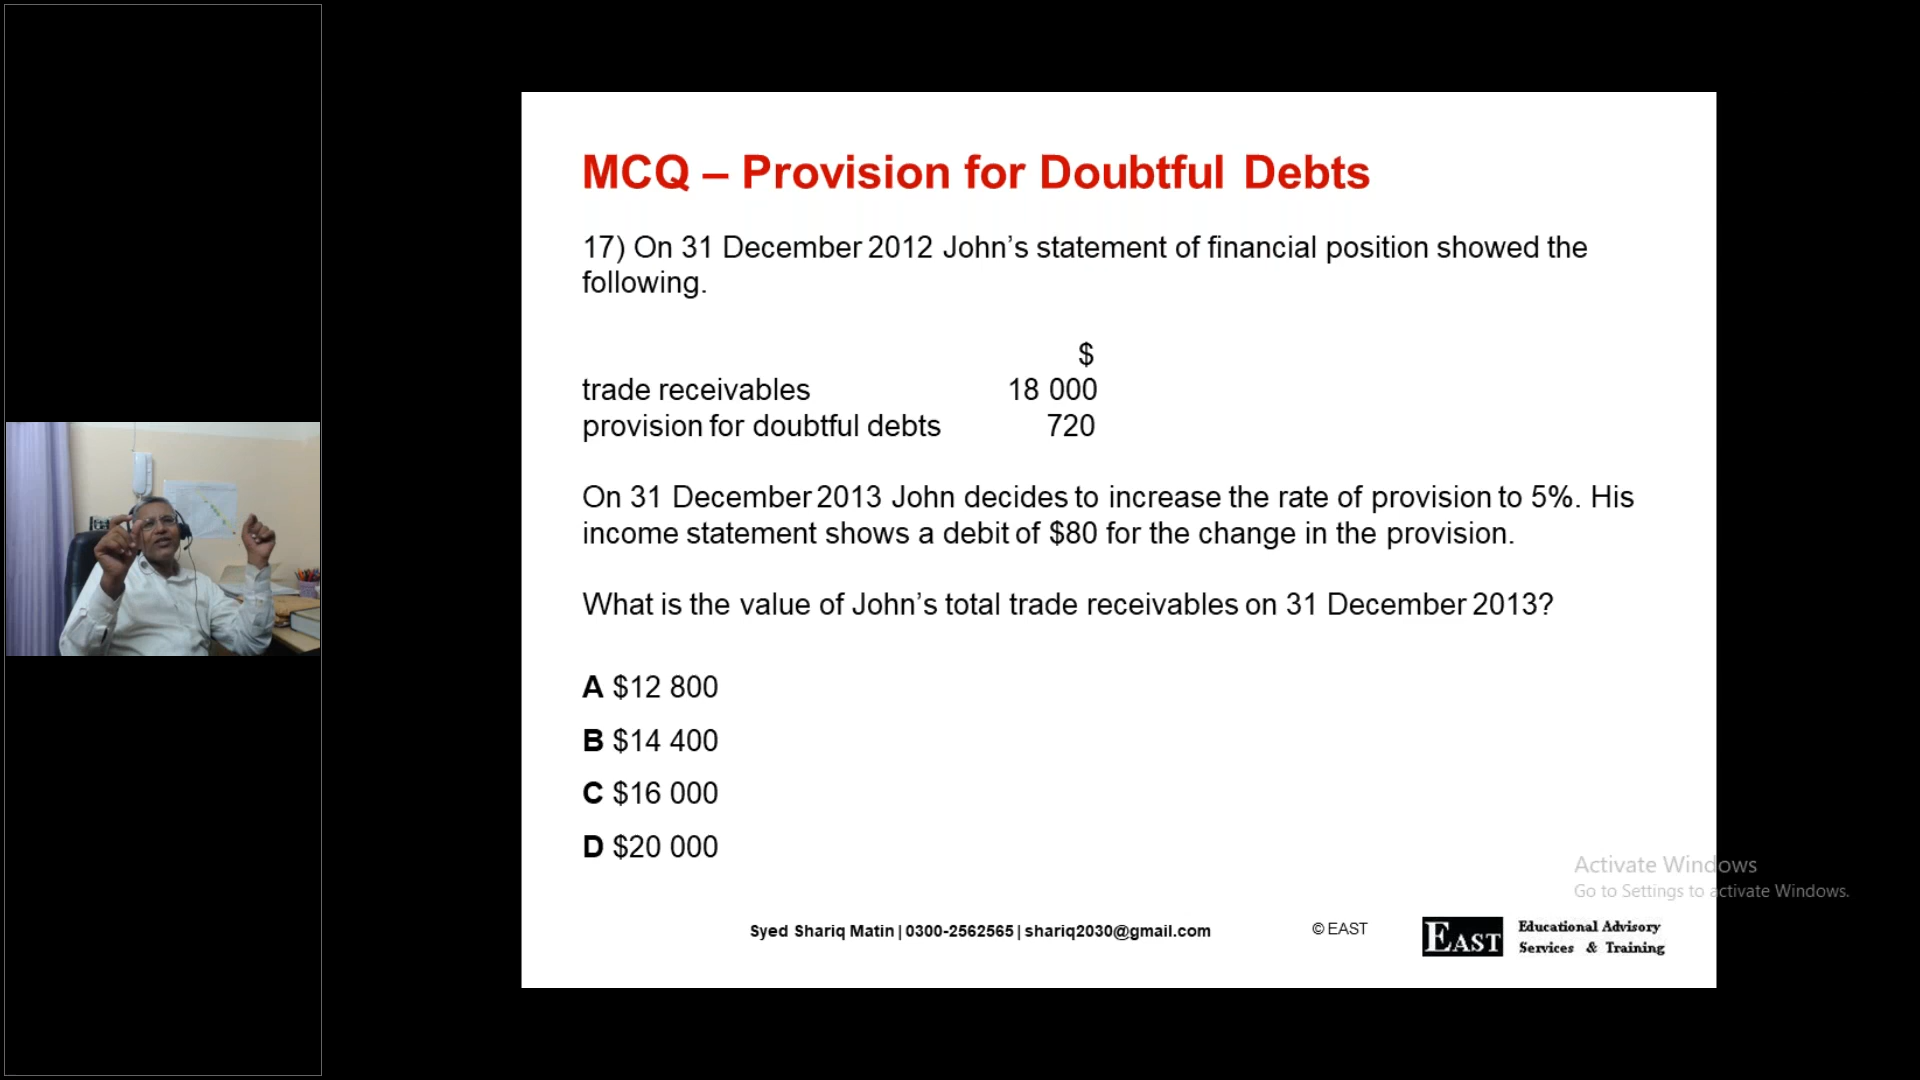 MCQ – Provision for Doubtful Debts
17) On 31 December 2012 John’s statement of financial position showed the
following.
$
trade receivables 18 000
provision for doubtful debts 720
On 31 December 2013 John decides to increase the rate of provision to 5%. His
income statement shows a debit of $80 for the change in the provision.
What is the value of John’s total trade receivables on 31 December 2013?
A $12 800
B $14 400
C $16 000
D $20 000
Activate Windows
Go to Settings to activate Windows.
Syed Shariq Matin | 0300-2562565 | shariq2030@gmail.com
© EAST
EAST
Educational Advisory
Services & Training